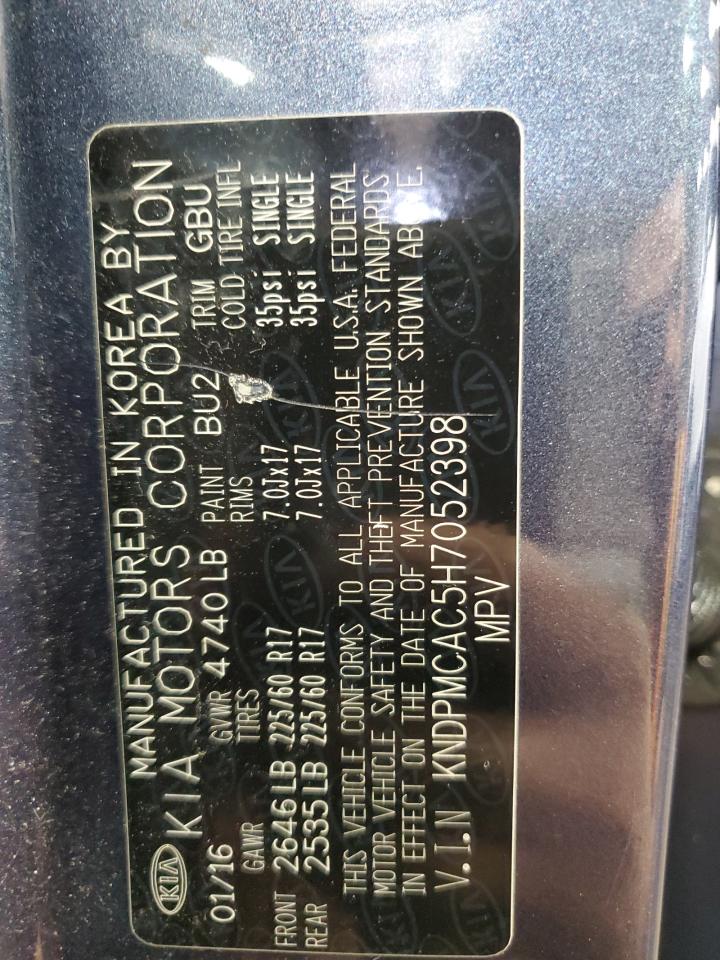 MANUFACTURED IN KOREA BY
KIA KIA MOTORS CORPORATION
01/16 GVWR 4740LB PAINT BU2 TRIM GBU
GAWR TIRES RIMS COLD TIRE INFL
FRONT 2646LB 225/60 R17 7.0Jx17 35psi SINGLE
REAR 2535LB 225/60 R17 7.0Jx17 35psi SINGLE
THIS VEHICLE CONFORMS TO ALL APPLICABLE U.S.A. FEDERAL
MOTOR VEHICLE SAFETY AND THEFT PREVENTION STANDARDS
IN EFFECT ON THE DATE OF MANUFACTURE SHOWN ABOVE.
V.I.N KNDPMCAC5H7052398
MPV